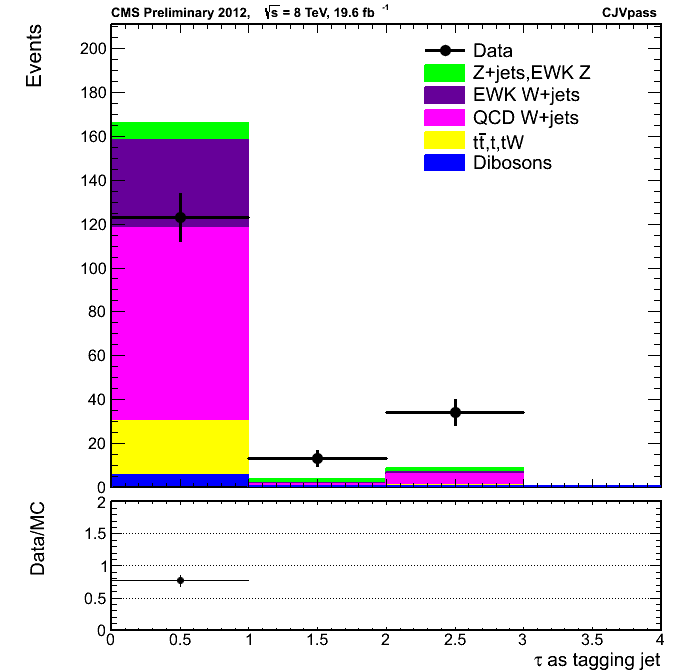 CMS Preliminary 2012, √s = 8 TeV, 19.6 fb⁻¹ CJVpass
Events
200
180
160
140
120
100
80
60
40
20
0
Data
Z+jets,EWK Z
EWK W+jets
QCD W+jets
tt̄,t,tW
Dibosons
Data/MC
2
1.5
1
0.5
0
0 0.5 1 1.5 2 2.5 3 3.5 4
τ as tagging jet